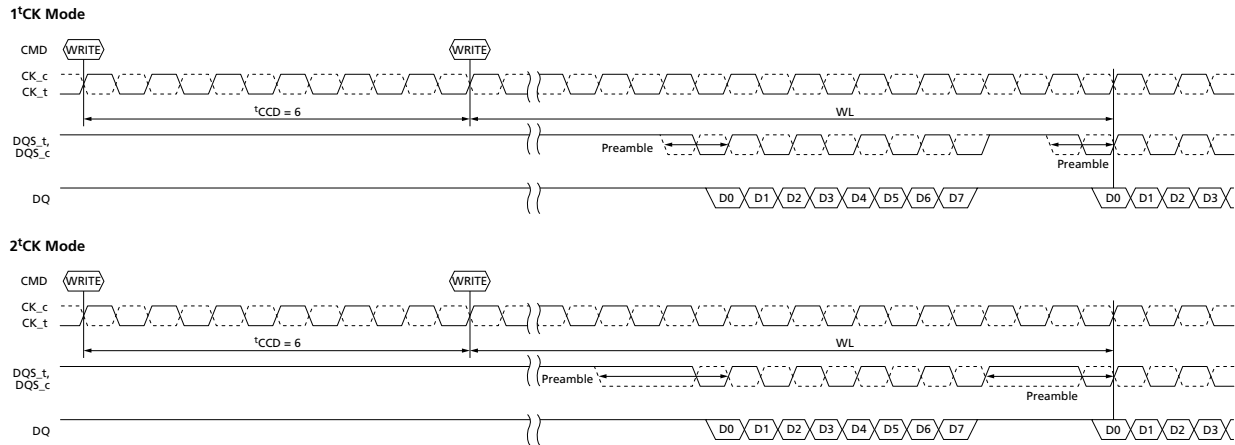 1tCK Mode
CMD WRITE WRITE
CK_c
CK_t
tCCD = 6 WL
DQS_t,
DQS_c
Preamble
Preamble
DQ D0 D1 D2 D3 D4 D5 D6 D7 D0 D1 D2 D3
2tCK Mode
CMD WRITE WRITE
CK_c
CK_t
tCCD = 6 WL
DQS_t,
DQS_c
Preamble
Preamble
DQ D0 D1 D2 D3 D4 D5 D6 D7 D0 D1 D2 D3